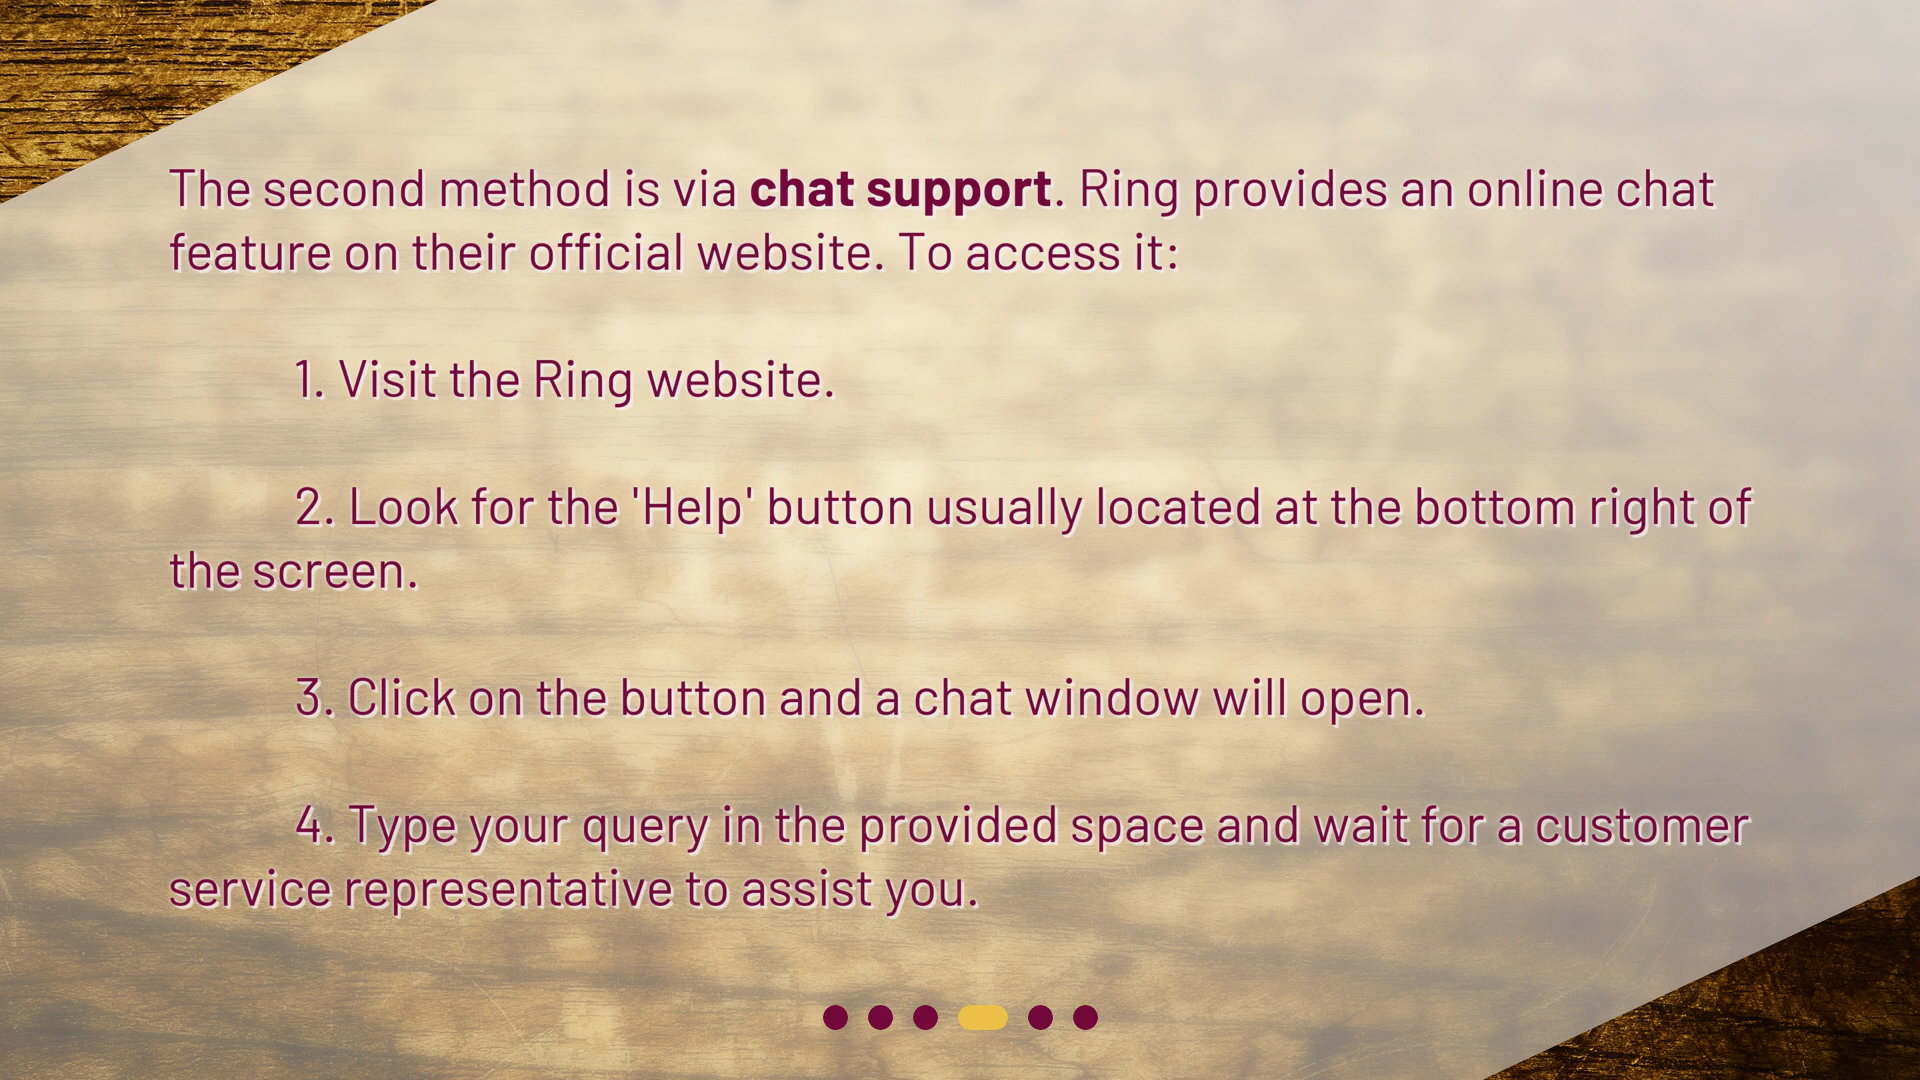 The second method is via chat support. Ring provides an online chat
feature on their official website. To access it:
1. Visit the Ring website.
2. Look for the 'Help' button usually located at the bottom right of
the screen.
3. Click on the button and a chat window will open.
4. Type your query in the provided space and wait for a customer
service representative to assist you.